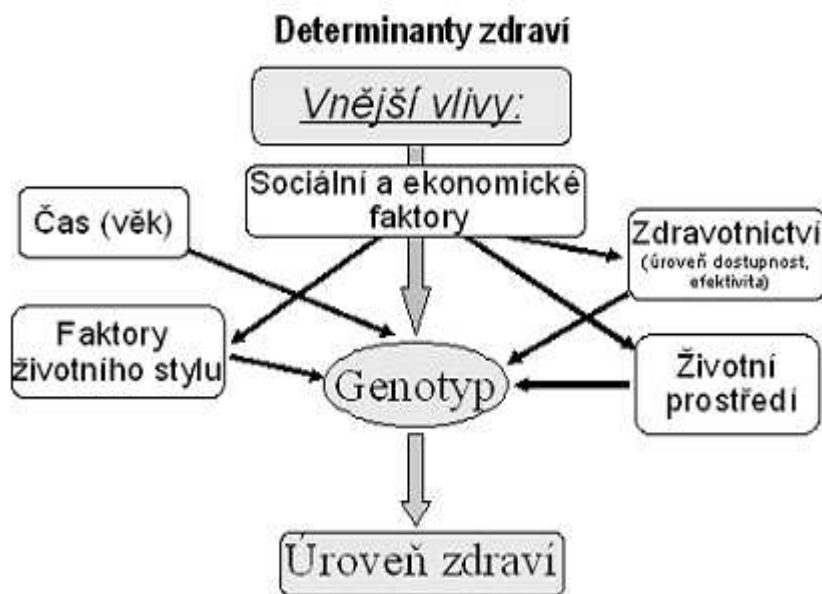 Determinanty zdraví
Vnější vlivy:
Sociální a ekonomické
faktory
Čas (věk)
Zdravotnictví
(úroveň dostupnost,
efektivita)
Faktory
životního stylu
Genotyp
Životní
prostředí
Úroveň zdraví